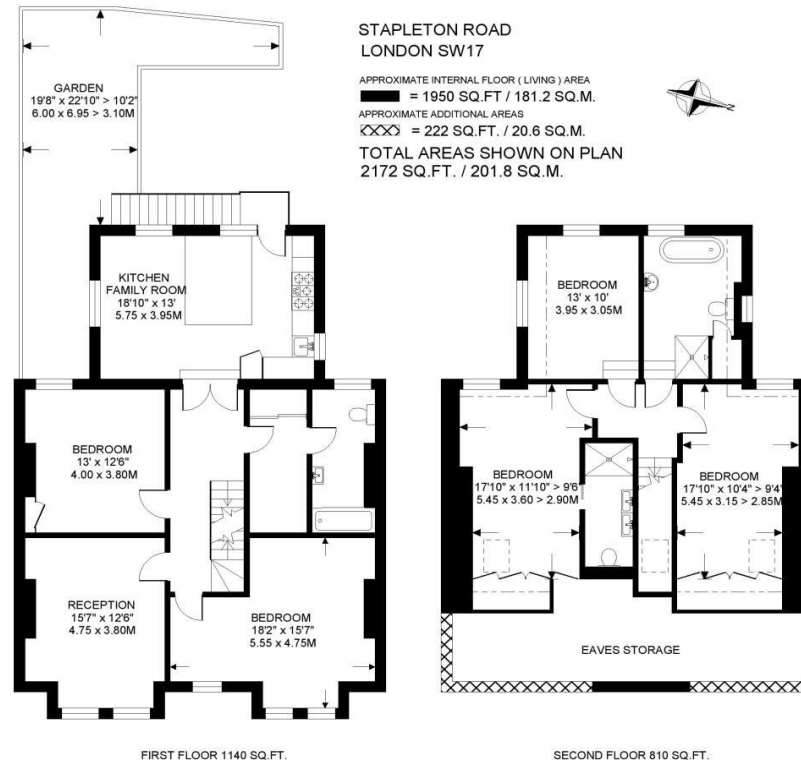 STAPLETON ROAD
LONDON SW17
APPROXIMATE INTERNAL FLOOR ( LIVING ) AREA
= 1950 SQ.FT / 181.2 SQ.M.
APPROXIMATE ADDITIONAL AREAS
= 222 SQ.FT. / 20.6 SQ.M.
TOTAL AREAS SHOWN ON PLAN
2172 SQ.FT. / 201.8 SQ.M.
N
GARDEN
19'8" x 22'10" > 10'2"
6.00 x 6.95 > 3.10M
KITCHEN
FAMILY ROOM
18'10" x 13'
5.75 x 3.95M
BEDROOM
13' x 12'6"
4.00 x 3.80M
RECEPTION
15'7" x 12'6"
4.75 x 3.80M
BEDROOM
18'2" x 15'7"
5.55 x 4.75M
FIRST FLOOR 1140 SQ.FT.
BEDROOM
13' x 10'
3.95 x 3.05M
BEDROOM
17'10" x 11'10" > 9'6"
5.45 x 3.60 > 2.90M
BEDROOM
17'10" x 10'4" > 9'4"
5.45 x 3.15 > 2.85M
EAVES STORAGE
SECOND FLOOR 810 SQ.FT.